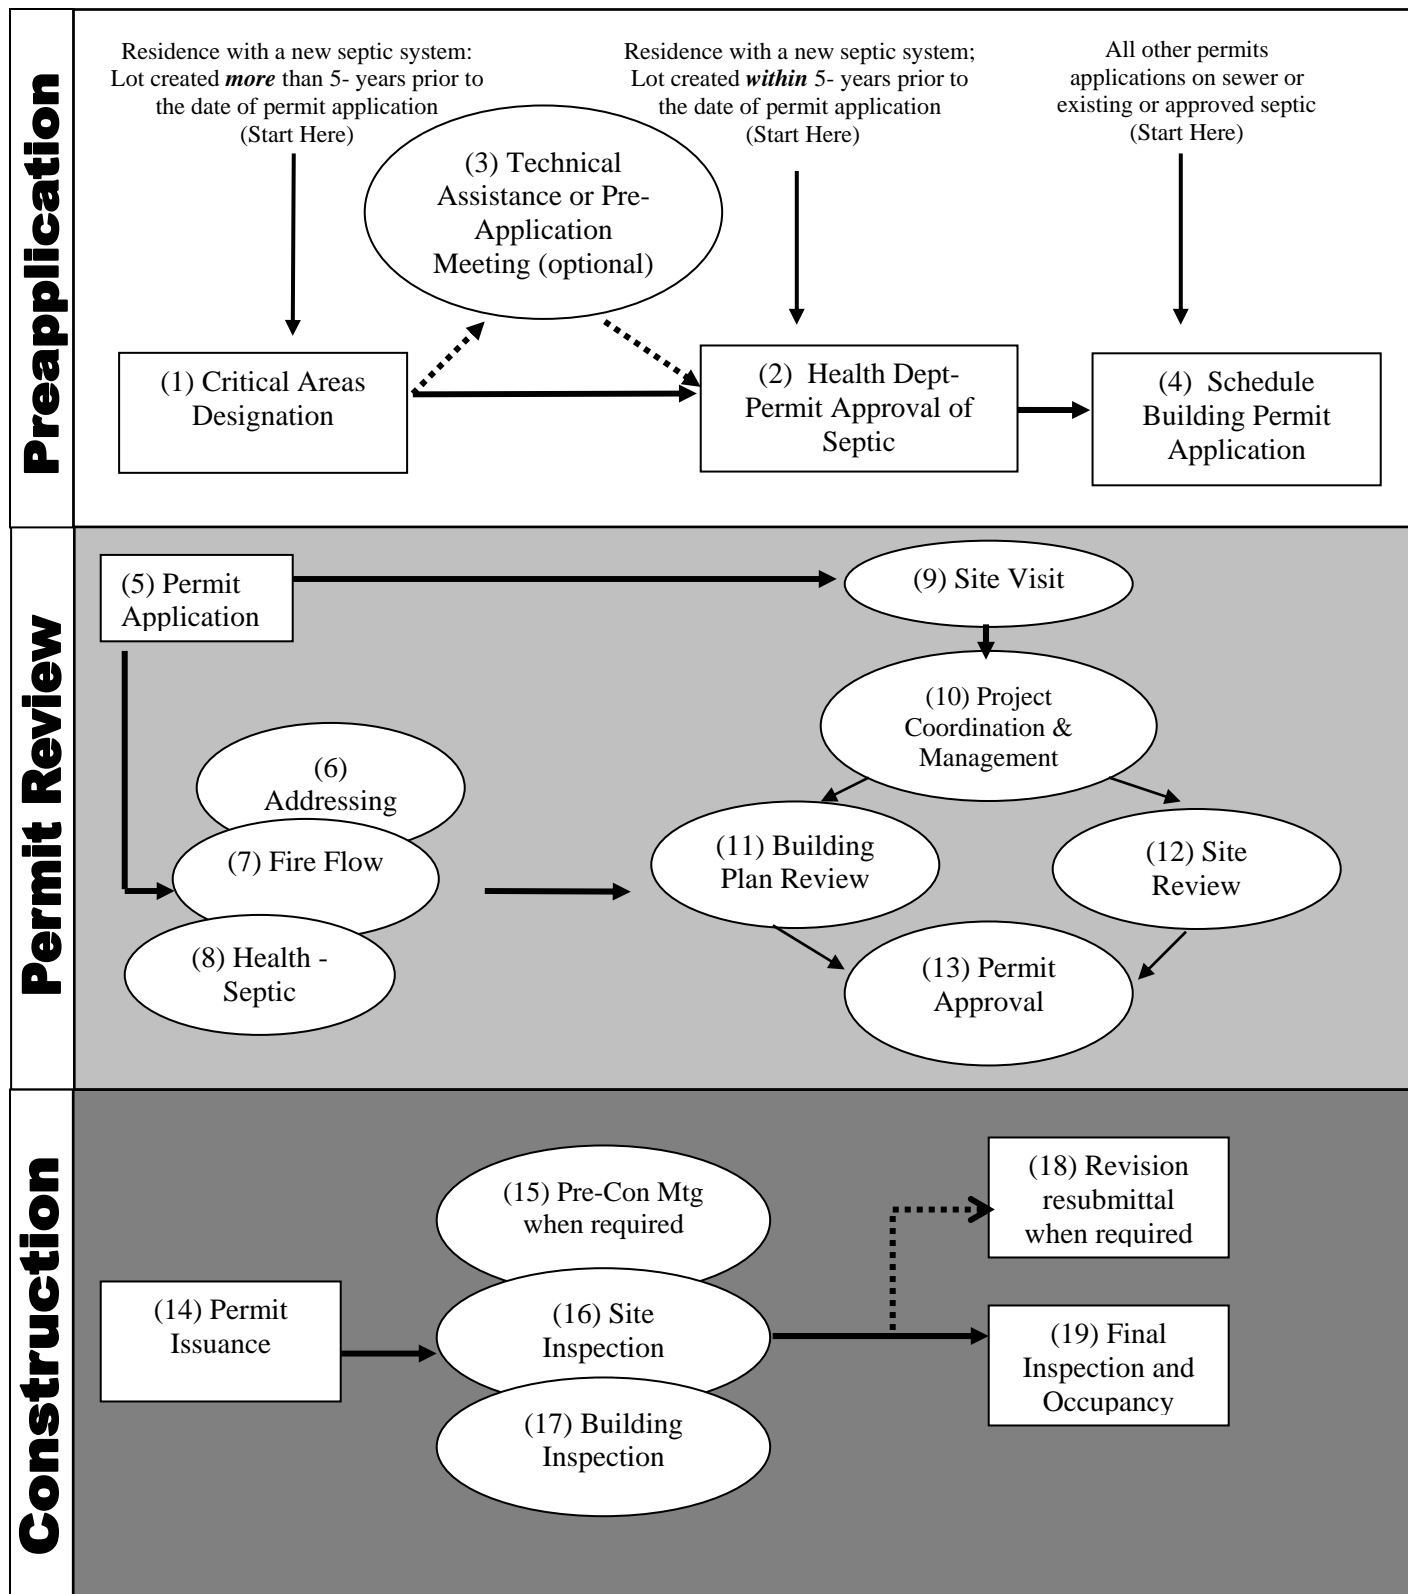 Preapplication
Residence with a new septic system:
Lot created more than 5- years prior to
the date of permit application
(Start Here)
Residence with a new septic system;
Lot created within 5- years prior to
the date of permit application
(Start Here)
All other permits
applications on sewer or
existing or approved septic
(Start Here)
(3) Technical
Assistance or Pre-
Application
Meeting (optional)
(1) Critical Areas
Designation
(2) Health Dept-
Permit Approval of
Septic
(4) Schedule
Building Permit
Application
Permit Review
(5) Permit
Application
(9) Site Visit
(10) Project
Coordination &
Management
(6)
Addressing
(7) Fire Flow
(8) Health -
Septic
(11) Building
Plan Review
(12) Site
Review
(13) Permit
Approval
Construction
(14) Permit
Issuance
(15) Pre-Con Mtg
when required
(16) Site
Inspection
(17) Building
Inspection
(18) Revision
resubmittal
when required
(19) Final
Inspection and
Occupancy